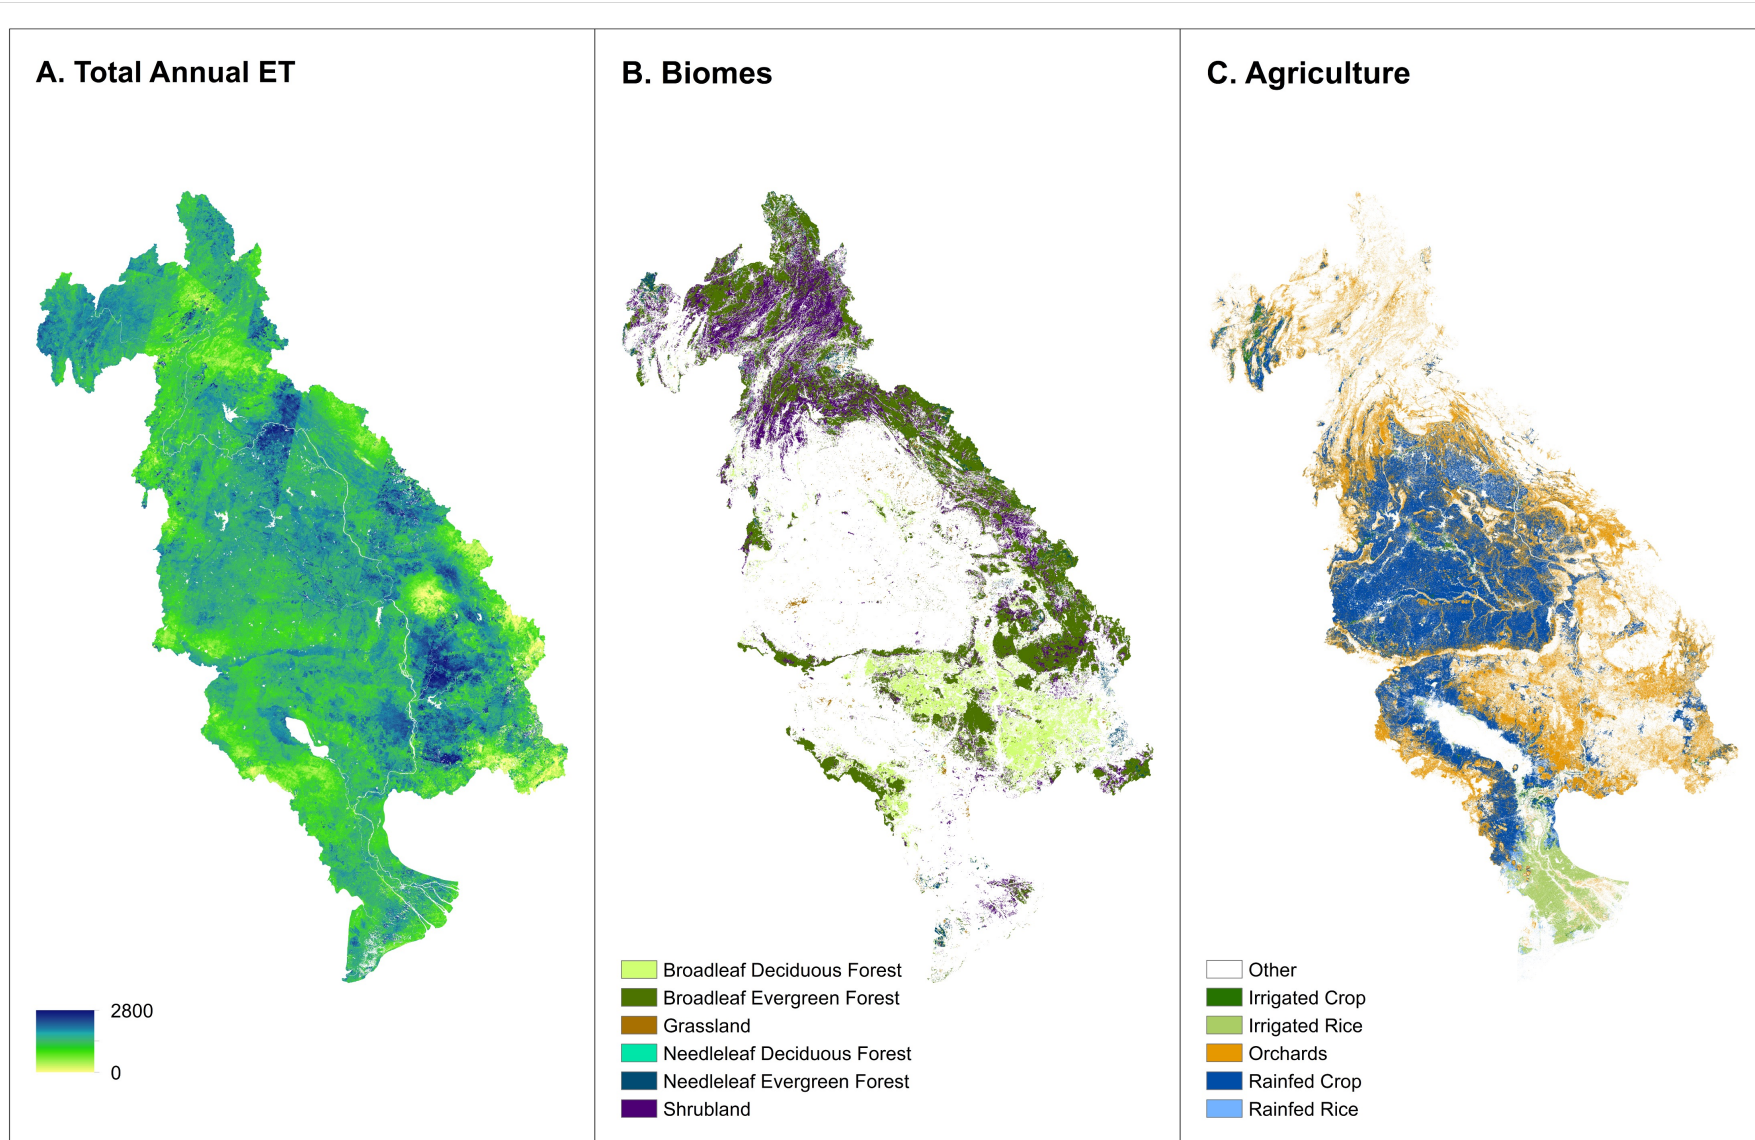 A. Total Annual ET
2800
0
B. Biomes
Broadleaf Deciduous Forest
Broadleaf Evergreen Forest
Grassland
Needleleaf Deciduous Forest
Needleleaf Evergreen Forest
Shrubland
C. Agriculture
Other
Irrigated Crop
Irrigated Rice
Orchards
Rainfed Crop
Rainfed Rice